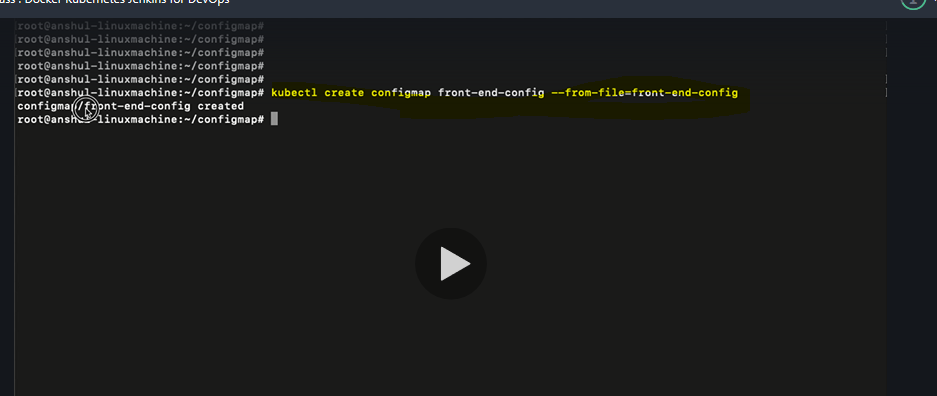 Docker Kubernetes Jenkins for DevOps
root@anshul-linuxmachine:~/configmap#
root@anshul-linuxmachine:~/configmap#
root@anshul-linuxmachine:~/configmap#
root@anshul-linuxmachine:~/configmap#
root@anshul-linuxmachine:~/configmap#
root@anshul-linuxmachine:~/configmap# kubectl create configmap front-end-config --from-file=front-end-config
configmap/front-end-config created
root@anshul-linuxmachine:~/configmap#